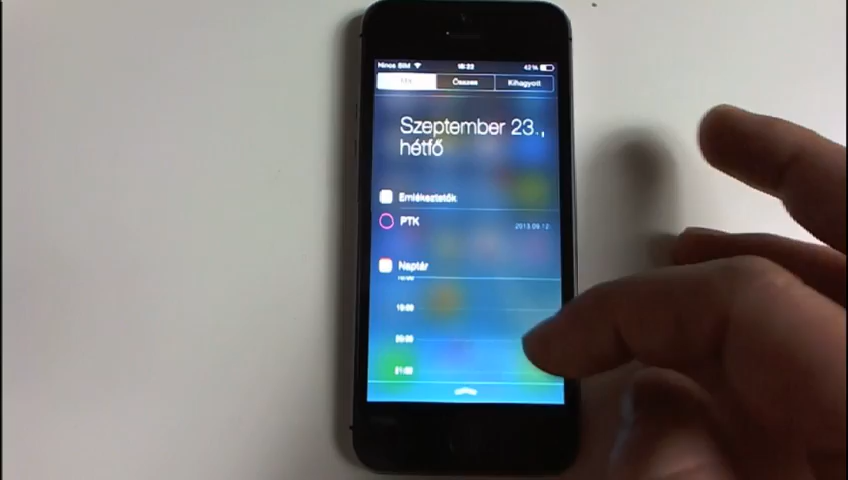 Nincs SIM 18:22 42%
Ma Összes Kihagyott
Szeptember 23.,
hétfő
Emlékeztetők
PTK 2013.09.12.
Naptár
19:00
20:00
21:00